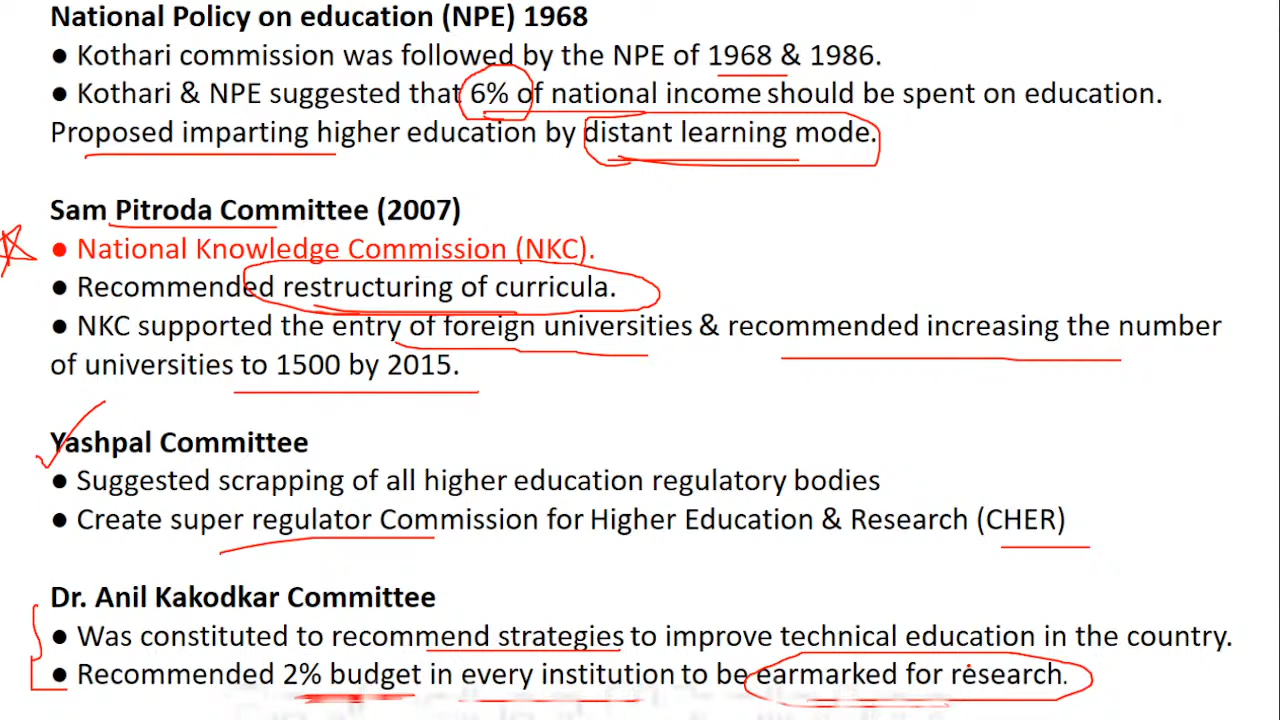 National Policy on education (NPE) 1968
● Kothari commission was followed by the NPE of 1968 & 1986.
● Kothari & NPE suggested that 6% of national income should be spent on education.
Proposed imparting higher education by distant learning mode.
Sam Pitroda Committee (2007)
● National Knowledge Commission (NKC).
● Recommended restructuring of curricula.
● NKC supported the entry of foreign universities & recommended increasing the number
of universities to 1500 by 2015.
Yashpal Committee
● Suggested scrapping of all higher education regulatory bodies
● Create super regulator Commission for Higher Education & Research (CHER)
Dr. Anil Kakodkar Committee
● Was constituted to recommend strategies to improve technical education in the country.
● Recommended 2% budget in every institution to be earmarked for research.